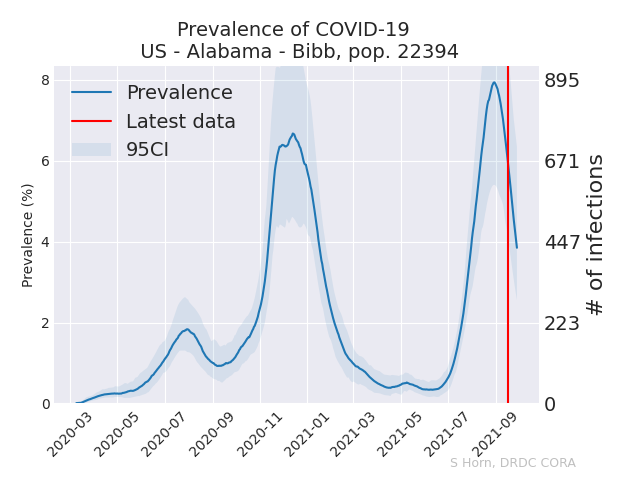 Prevalence of COVID-19
US - Alabama - Bibb, pop. 22394
Prevalence
Latest data
95CI
Prevalence (%)
8
6
4
2
0
895
671
447
223
0
# of infections
2020-03
2020-05
2020-07
2020-09
2020-11
2021-01
2021-03
2021-05
2021-07
2021-09
S Horn, DRDC CORA